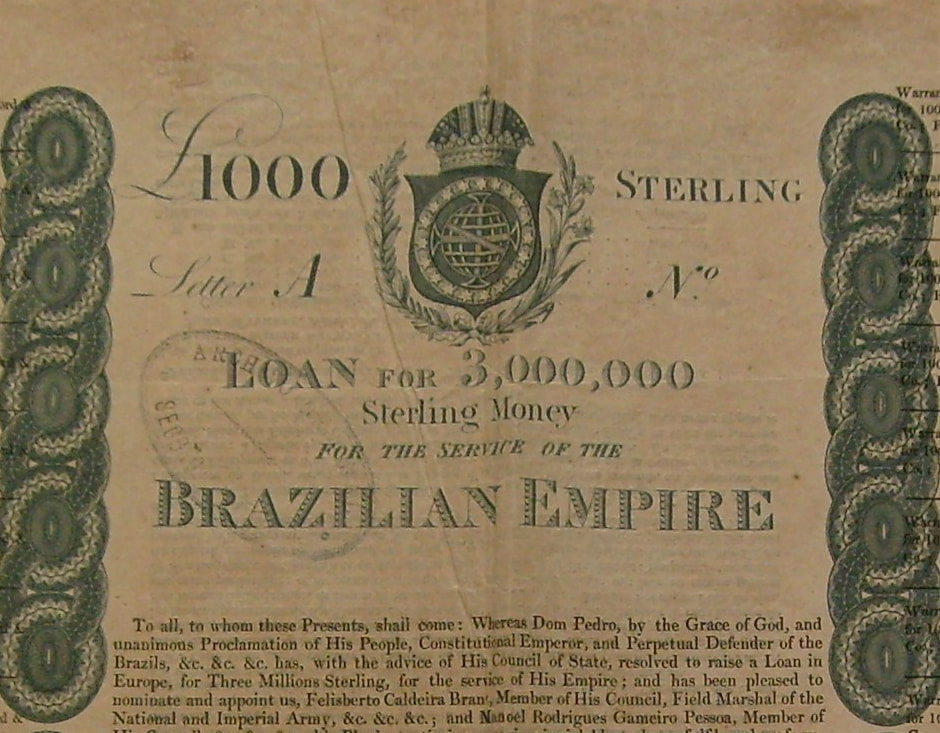 £1000 STERLING
Letter A No.
LOAN FOR 3,000,000
Sterling Money
FOR THE SERVICE OF THE
BRAZILIAN EMPIRE
To all, to whom these Presents, shall come: Whereas Dom Pedro, by the Grace of God, and
unanimous Proclamation of His People, Constitutional Emperor, and Perpetual Defender of the
Brazils, &c. &c. &c. has, with the advice of His Council of State, resolved to raise a Loan in
Europe, for Three Millions Sterling, for the service of His Empire; and has been pleased to
nominate and appoint us, Felisberto Caldeira Brant, Member of His Council, Field Marshal of the
National and Imperial Army, &c. &c. &c.; and Manoel Rodrigues Gameiro Pessoa, Member of